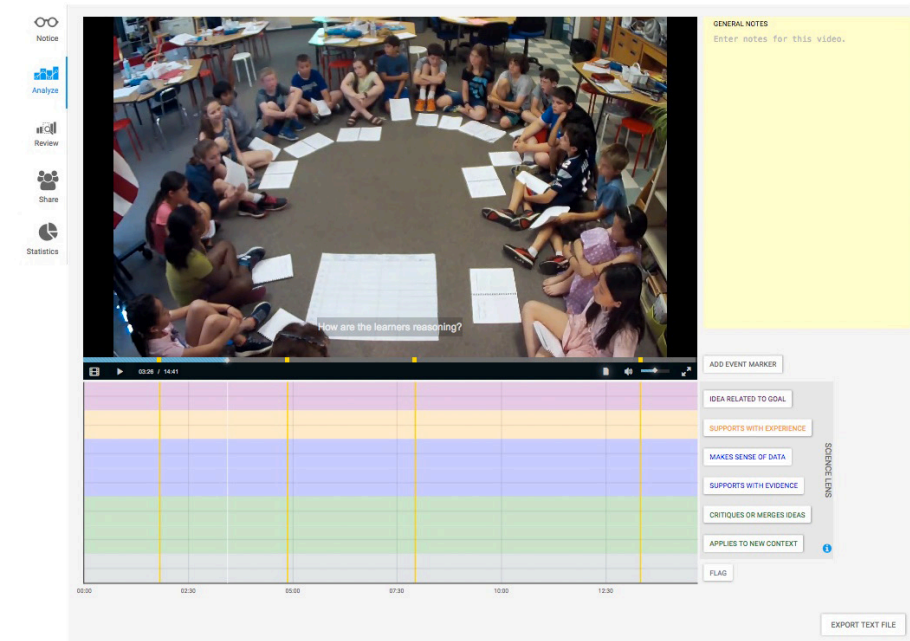 Notice
Analyze
Review
Share
Statistics
How are the learners reasoning?
03:26 / 14:41
GENERAL NOTES
Enter notes for this video.
ADD EVENT MARKER
IDEA RELATED TO GOAL
SUPPORTS WITH EXPERIENCE
MAKES SENSE OF DATA
SUPPORTS WITH EVIDENCE
CRITIQUES OR MERGES IDEAS
APPLIES TO NEW CONTEXT
SCIENCE LENS
FLAG
00:00 02:30 05:00 07:30 10:00 12:30
EXPORT TEXT FILE